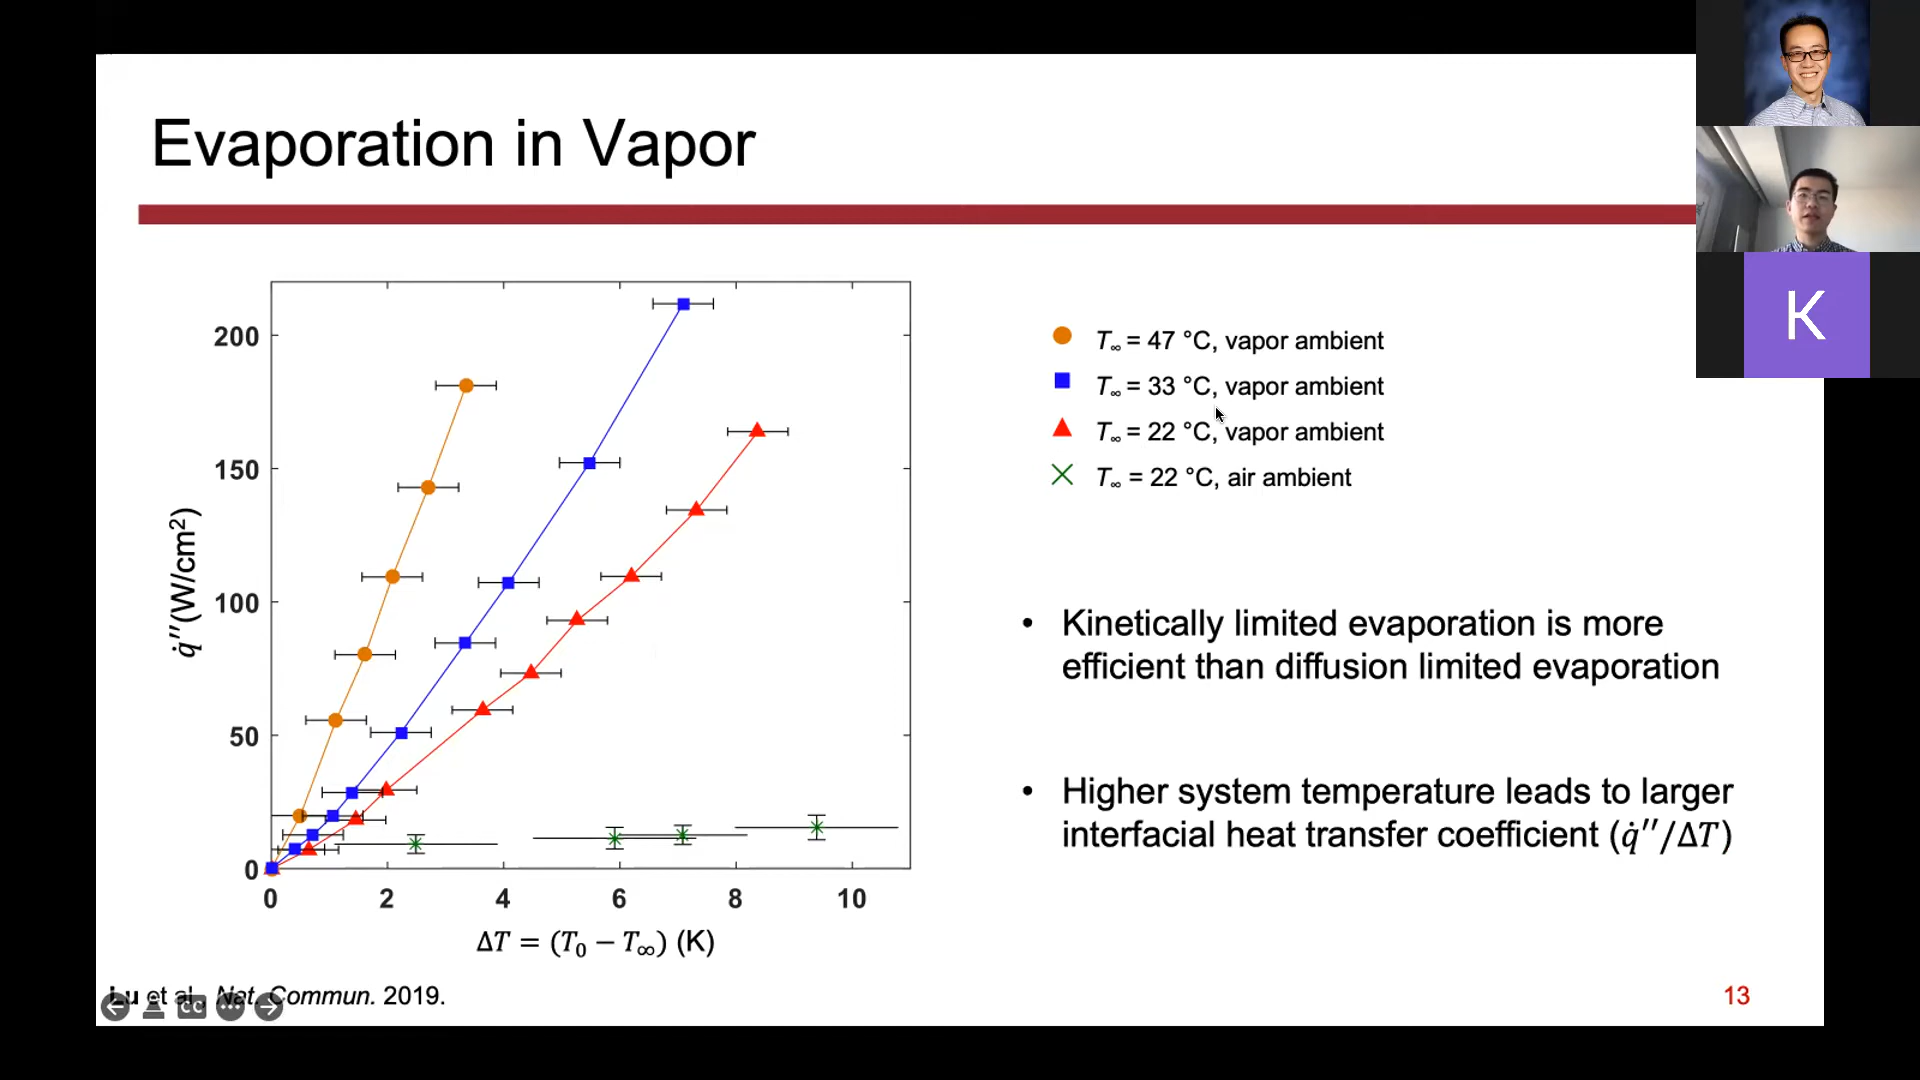 Evaporation in Vapor
K
200
150
100
50
0
0 2 4 6 8 10
q̇″(W/cm²)
ΔT = (T₀ − T∞) (K)
T∞ = 47 °C, vapor ambient
T∞ = 33 °C, vapor ambient
T∞ = 22 °C, vapor ambient
T∞ = 22 °C, air ambient
• Kinetically limited evaporation is more
efficient than diffusion limited evaporation
• Higher system temperature leads to larger
interfacial heat transfer coefficient (q̇″/ΔT)
Lu et al., Nat. Commun. 2019.
CC
13